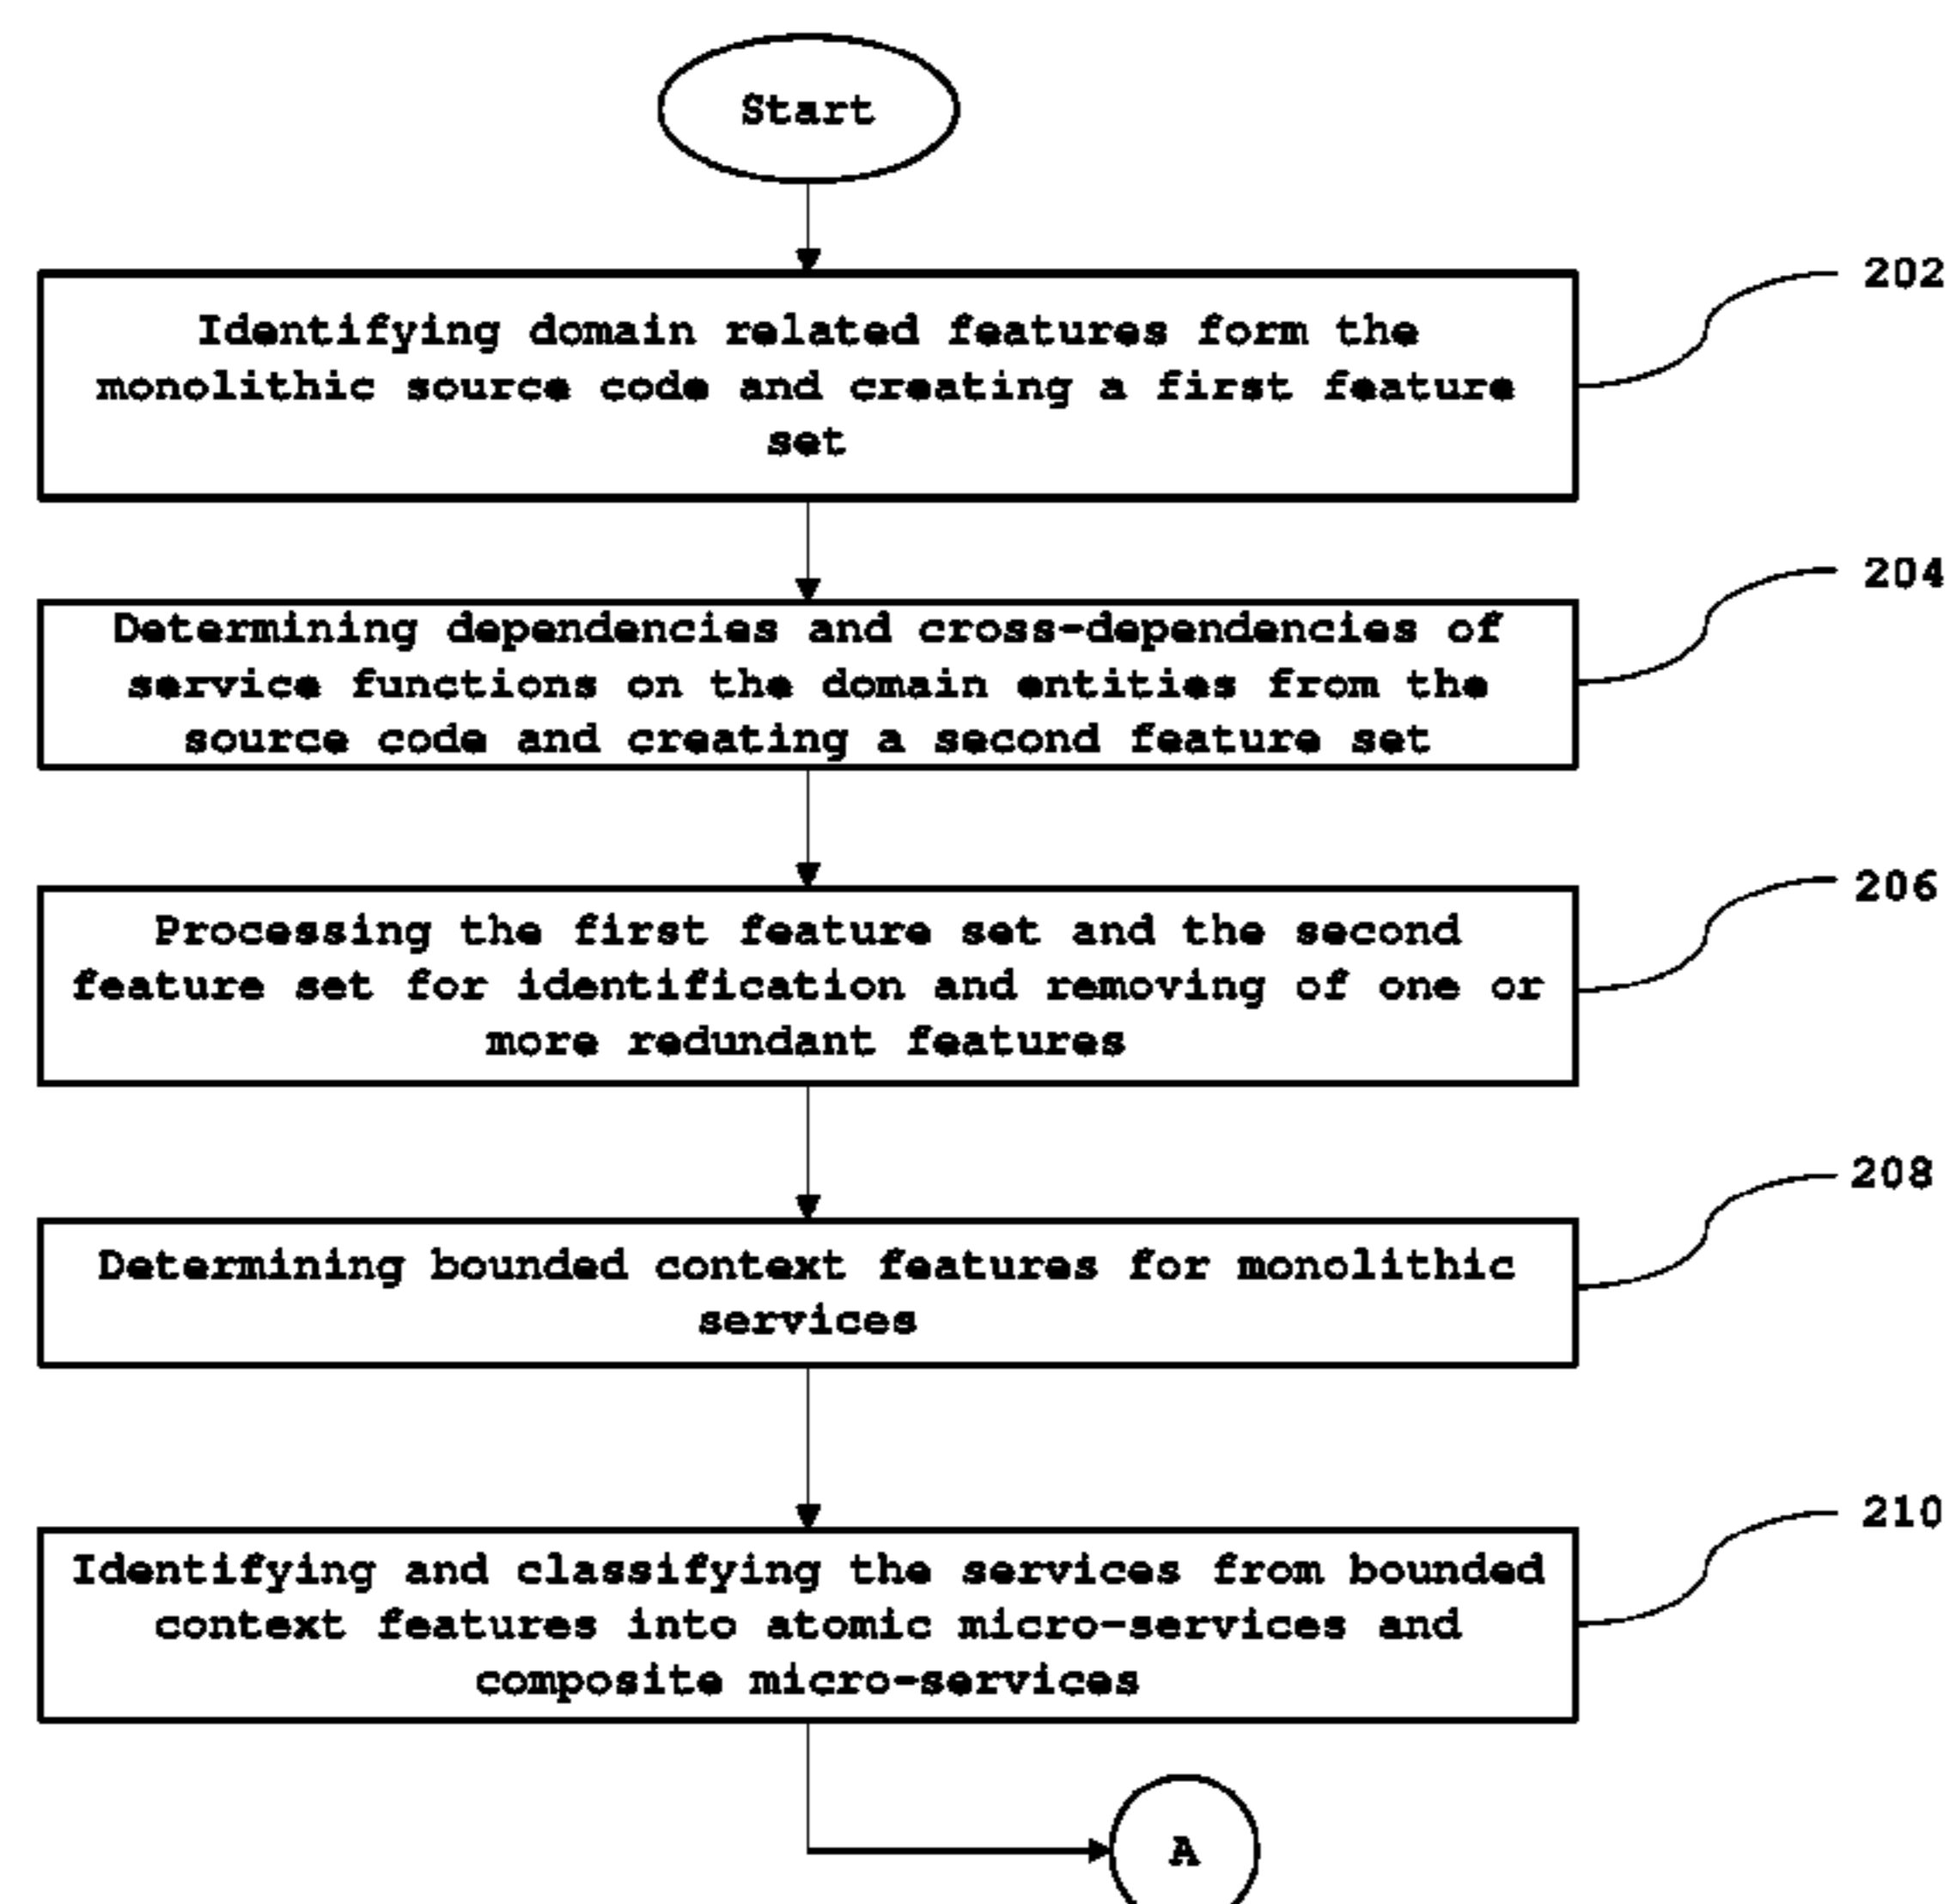 Start
202
Identifying domain related features form the
monolithic source code and creating a first feature
set
204
Determining dependencies and cross-dependencies of
service functions on the domain entities from the
source code and creating a second feature set
206
Processing the first feature set and the second
feature set for identification and removing of one or
more redundant features
208
Determining bounded context features for monolithic
services
210
Identifying and classifying the services from bounded
context features into atomic micro-services and
composite micro-services
A